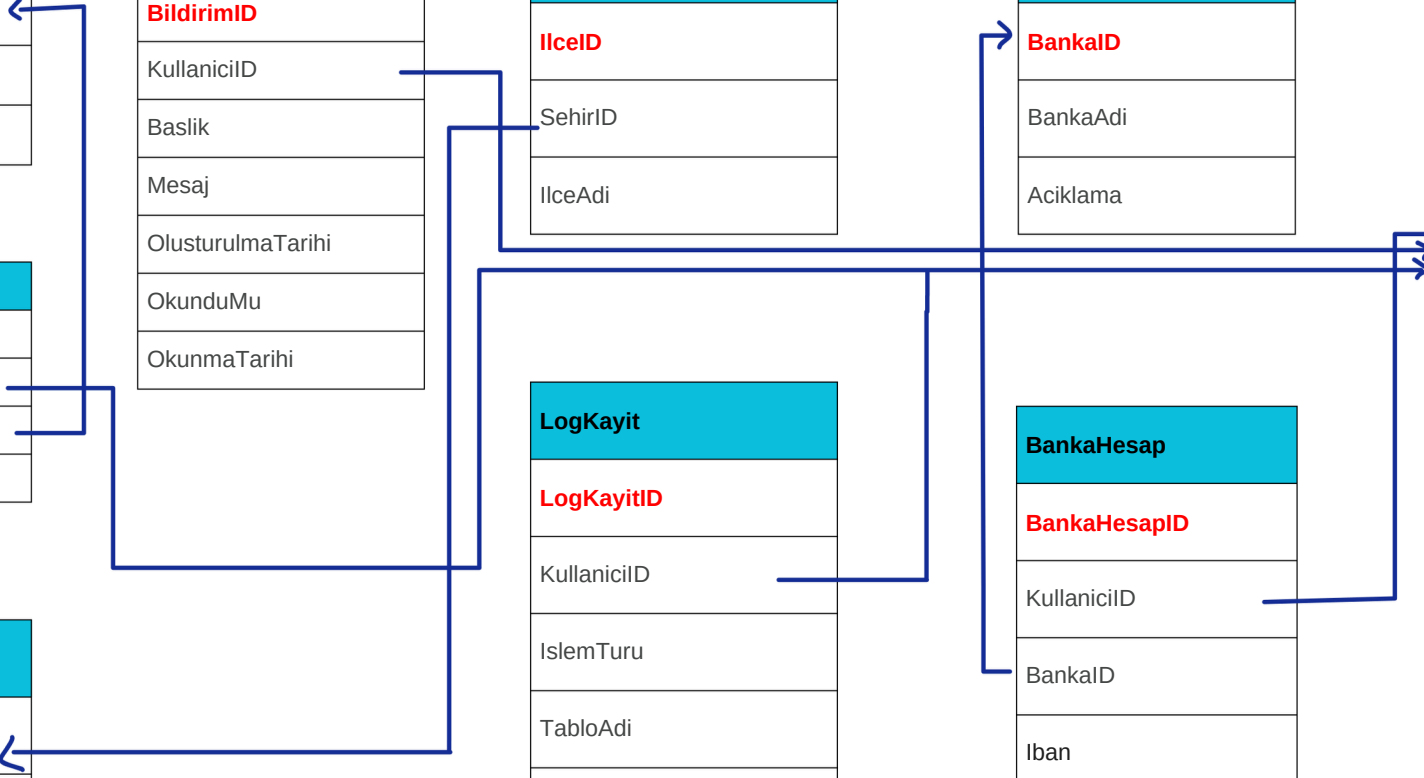 BildirimID
KullaniciID
Baslik
Mesaj
OlusturulmaTarihi
OkunduMu
OkunmaTarihi
IlceID
SehirID
IlceAdi
BankaID
BankaAdi
Aciklama
LogKayit
LogKayitID
KullaniciID
IslemTuru
TabloAdi
BankaHesap
BankaHesapID
KullaniciID
BankaID
Iban